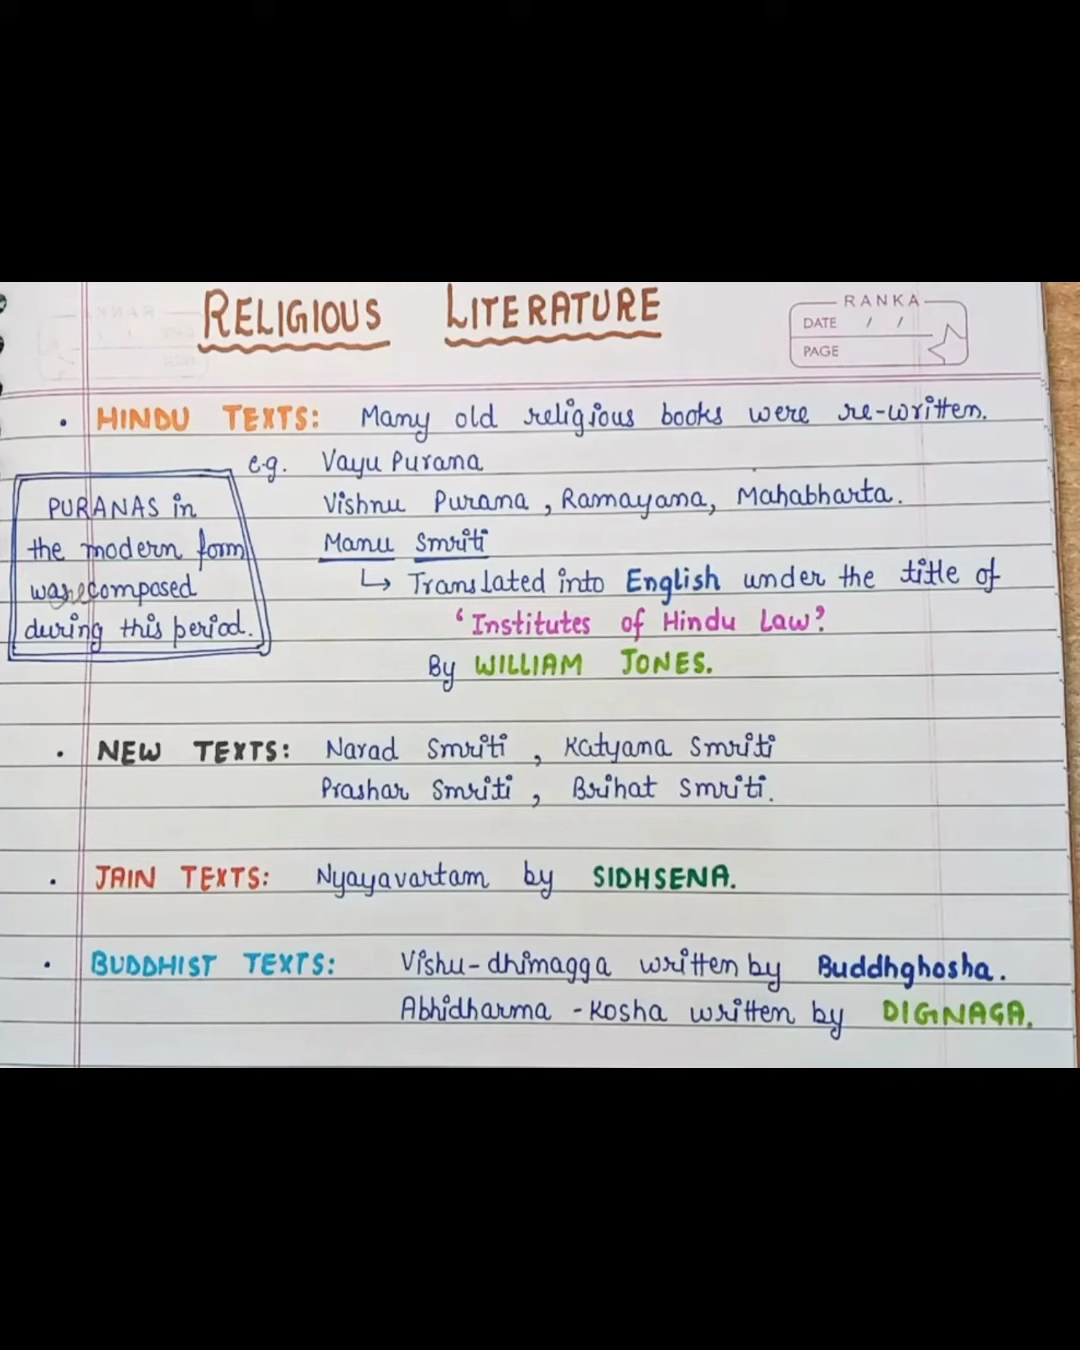 RELIGIOUS LITERATURE
RANKA
DATE / /
PAGE
• HINDU TEXTS: Many old religious books were re-written.
e.g. Vayu Purana
Vishnu Purana, Ramayana, Mahabharta.
Manu Smriti
↳ Translated into English under the title of
'Institutes of Hindu Law'
By WILLIAM JONES.
PURANAS in
the modern form
were composed
during this period.
• NEW TEXTS: Narad Smriti, Katyana Smriti
Prashar Smriti, Brihat Smriti.
• JAIN TEXTS: Nyayavartam by SIDHSENA.
• BUDDHIST TEXTS: Vishu-dhimagga written by Buddhghosha.
Abhidharma-Kosha written by DIGNAGA.